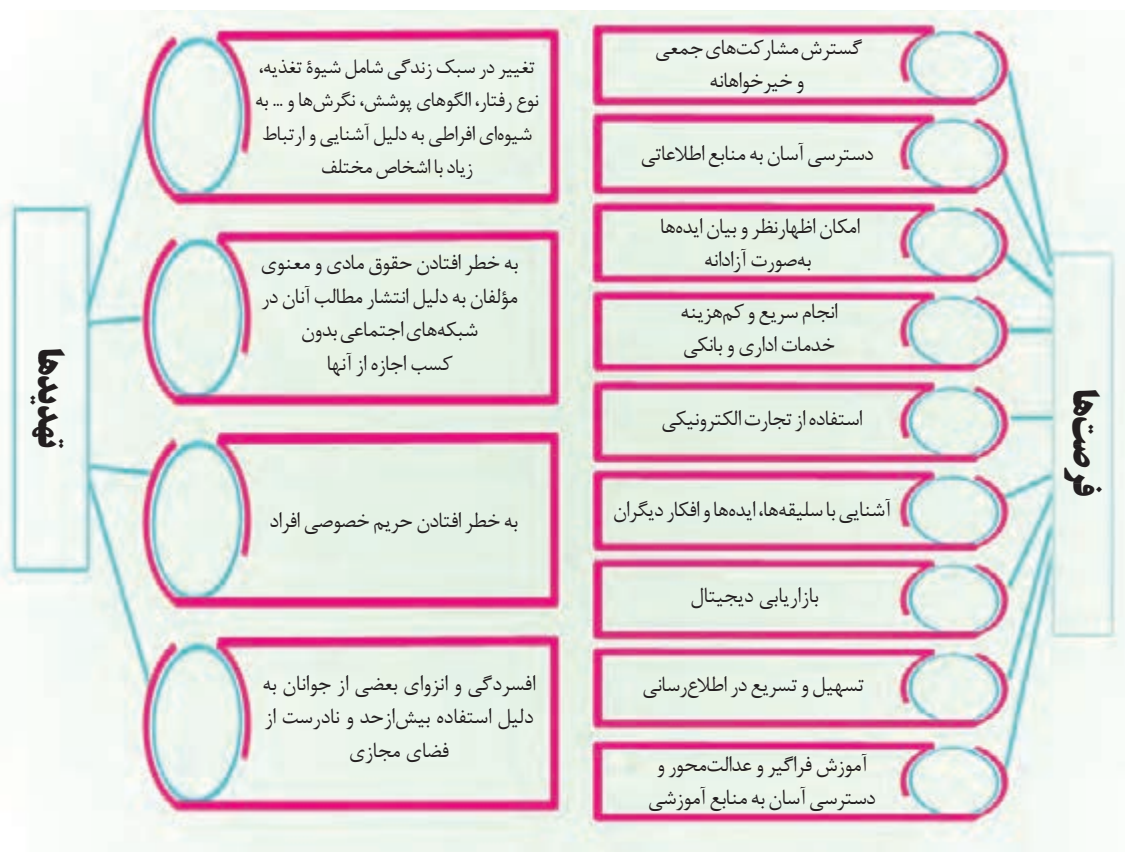 فرصت‌ها
گسترش مشارکت‌های جمعی
و خیرخواهانه
دسترسی آسان به منابع اطلاعاتی
امکان اظهارنظر و بیان ایده‌ها
به‌صورت آزادانه
انجام سریع و کم‌هزینه
خدمات اداری و بانکی
استفاده از تجارت الکترونیکی
آشنایی با سلیقه‌ها، ایده‌ها و افکار دیگران
بازاریابی دیجیتال
تسهیل و تسریع در اطلاع‌رسانی
آموزش فراگیر و عدالت‌محور و
دسترسی آسان به منابع آموزشی
تهدیدها
تغییر در سبک زندگی شامل شیوۀ تغذیه،
نوع رفتار، الگوهای پوشش، نگرش‌ها و ... به
شیوه‌ای افراطی به دلیل آشنایی و ارتباط
زیاد با اشخاص مختلف
به خطر افتادن حقوق مادی و معنوی
مؤلفان به دلیل انتشار مطالب آنان در
شبکه‌های اجتماعی بدون
کسب اجازه از آنها
به خطر افتادن حریم خصوصی افراد
افسردگی و انزوای بعضی از جوانان به
دلیل استفاده بیش‌ازحد و نادرست از
فضای مجازی